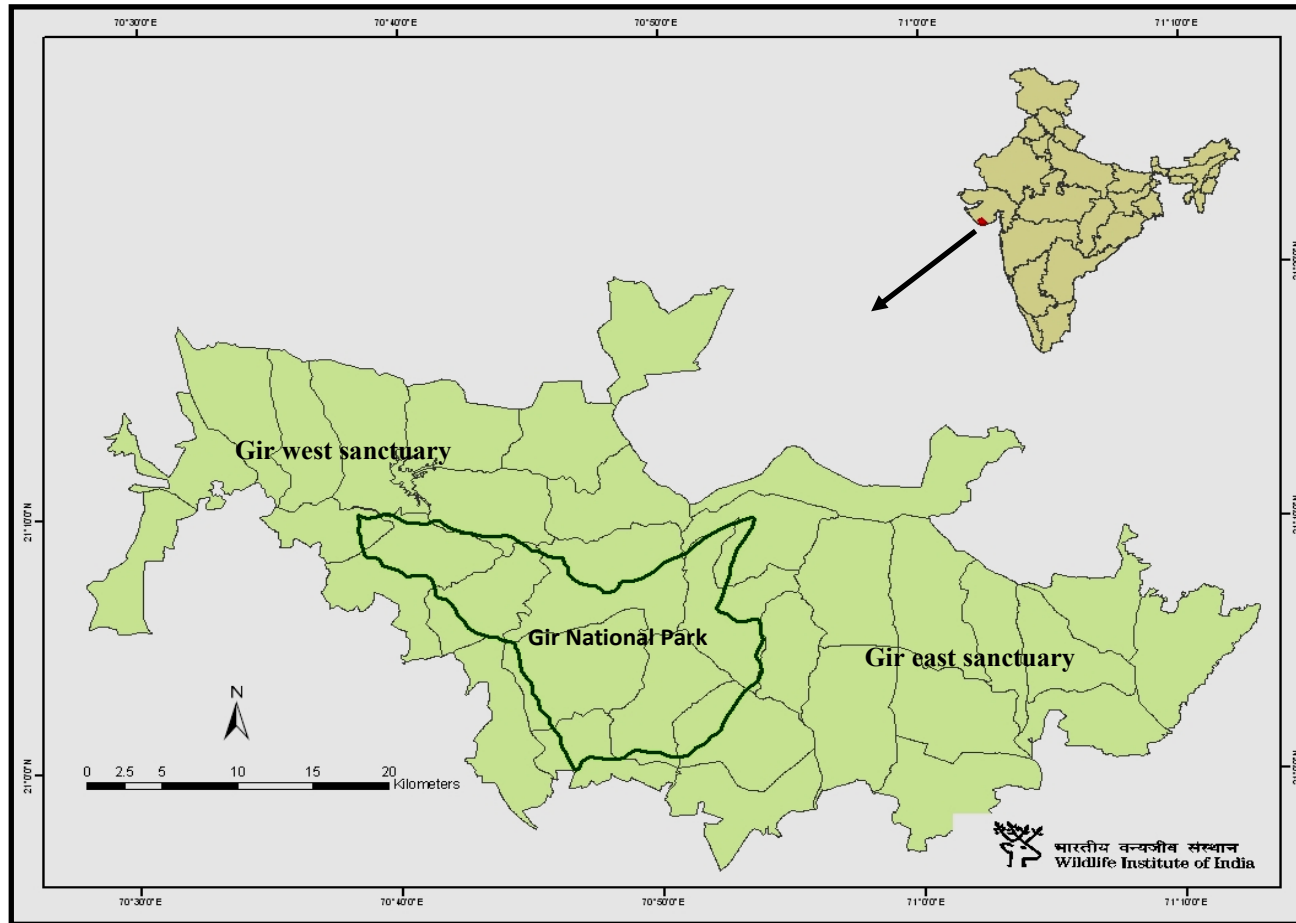 70°30'0"E 70°40'0"E 70°50'0"E 71°0'0"E 71°10'0"E
Gir west sanctuary
21°10'0"N
Gir National Park
Gir east sanctuary
N
0 2.5 5 10 15 20
Kilometers
21°0'0"N 21°0'0"N
भारतीय वन्यजीव संस्थान
Wildlife Institute of India
70°30'0"E 70°40'0"E 70°50'0"E 71°0'0"E 71°10'0"E